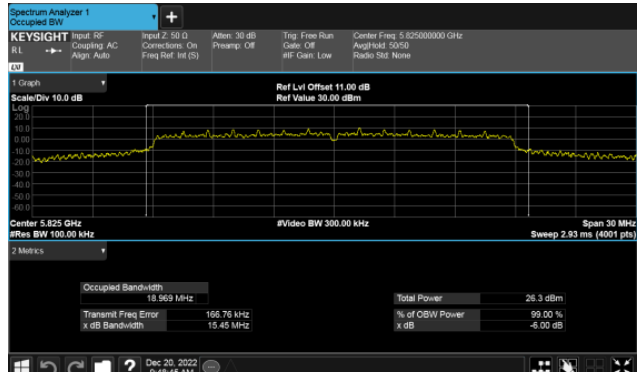 Spectrum Analyzer 1
Occupied BW
+
KEYSIGHT Input: RF Input Z: 50 Ω Atten: 30 dB Trig: Free Run Center Freq: 5.825000000 GHz
RL Coupling: AC Corrections: On Preamp: Off Gate: Off Avg|Hold: 50/50
Align: Auto Freq Ref: Int (S) #IF Gain: Low Radio Std: None
LXI
1 Graph
Ref Lvl Offset 11.00 dB
Scale/Div 10.0 dB Ref Value 30.00 dBm
Log
20.0
10.0
0.00
-10.0
-20.0
-30.0
-40.0
-50.0
-60.0
Center 5.825 GHz #Video BW 300.00 kHz Span 30 MHz
#Res BW 100.00 kHz Sweep 2.93 ms (4001 pts)
2 Metrics
Occupied Bandwidth
18.969 MHz Total Power 26.3 dBm
Transmit Freq Error 166.76 kHz % of OBW Power 99.00 %
x dB Bandwidth 15.45 MHz x dB -6.00 dB
? Dec 20, 2022
9:48:45 AM